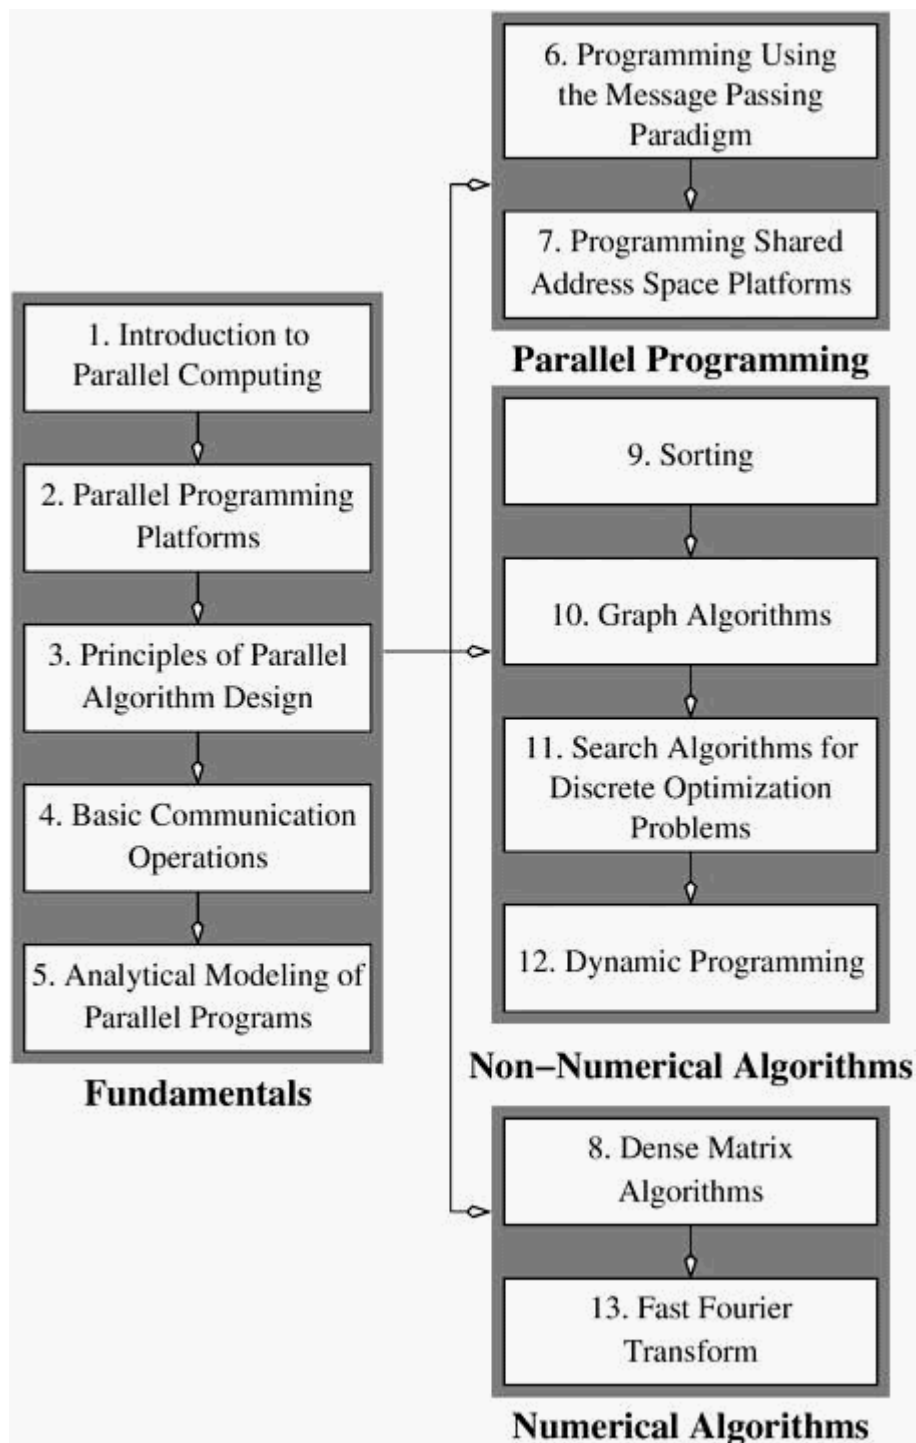 1. Introduction to
Parallel Computing
2. Parallel Programming
Platforms
3. Principles of Parallel
Algorithm Design
4. Basic Communication
Operations
5. Analytical Modeling of
Parallel Programs
Fundamentals
6. Programming Using
the Message Passing
Paradigm
7. Programming Shared
Address Space Platforms
Parallel Programming
9. Sorting
10. Graph Algorithms
11. Search Algorithms for
Discrete Optimization
Problems
12. Dynamic Programming
Non−Numerical Algorithms
8. Dense Matrix
Algorithms
13. Fast Fourier
Transform
Numerical Algorithms